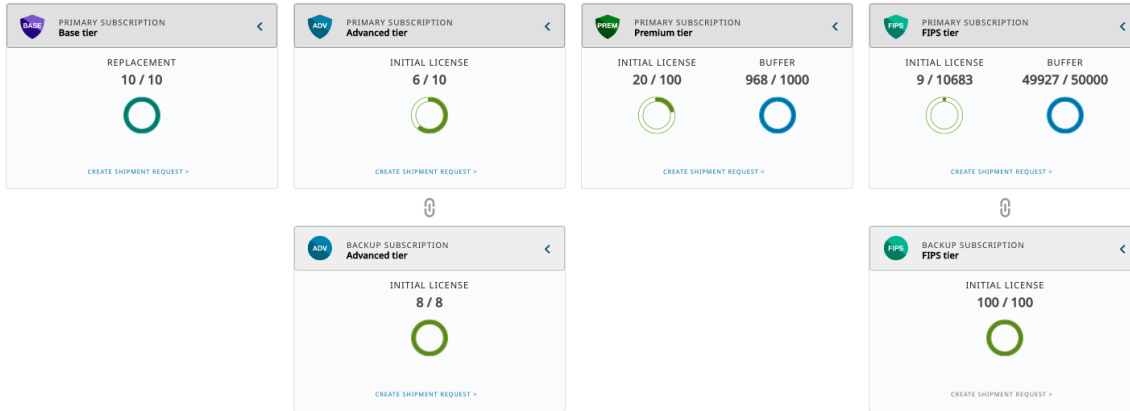 BASE
PRIMARY SUBSCRIPTION
Base tier
REPLACEMENT
10 / 10
CREATE SHIPMENT REQUEST >
ADV
PRIMARY SUBSCRIPTION
Advanced tier
INITIAL LICENSE
6 / 10
CREATE SHIPMENT REQUEST >
PREM
PRIMARY SUBSCRIPTION
Premium tier
INITIAL LICENSE
20 / 100
BUFFER
968 / 1000
CREATE SHIPMENT REQUEST >
FIPS
PRIMARY SUBSCRIPTION
FIPS tier
INITIAL LICENSE
9 / 10683
BUFFER
49927 / 50000
CREATE SHIPMENT REQUEST >
ADV
BACKUP SUBSCRIPTION
Advanced tier
INITIAL LICENSE
8 / 8
CREATE SHIPMENT REQUEST >
FIPS
BACKUP SUBSCRIPTION
FIPS tier
INITIAL LICENSE
100 / 100
CREATE SHIPMENT REQUEST >